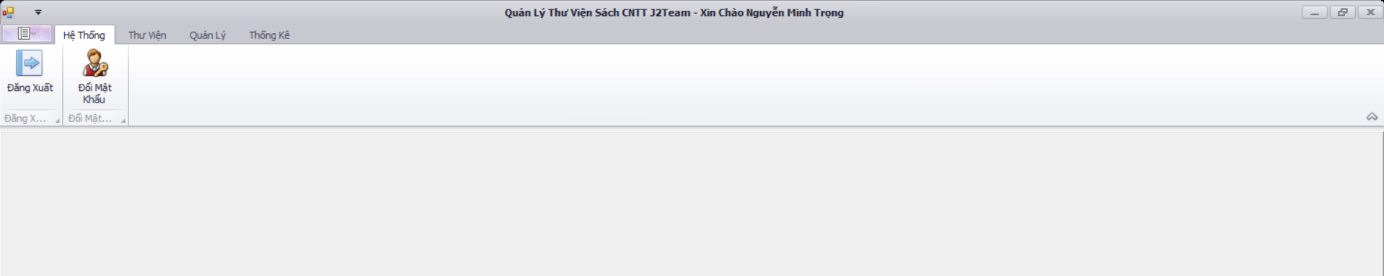 Quản Lý Thư Viện Sách CNTT J2Team - Xin Chào Nguyễn Minh Trọng
Hệ Thống Thư Viện Quản Lý Thống Kê
Đăng Xuất
Đổi Mật
Khẩu
Đăng X... Đổi Mật...